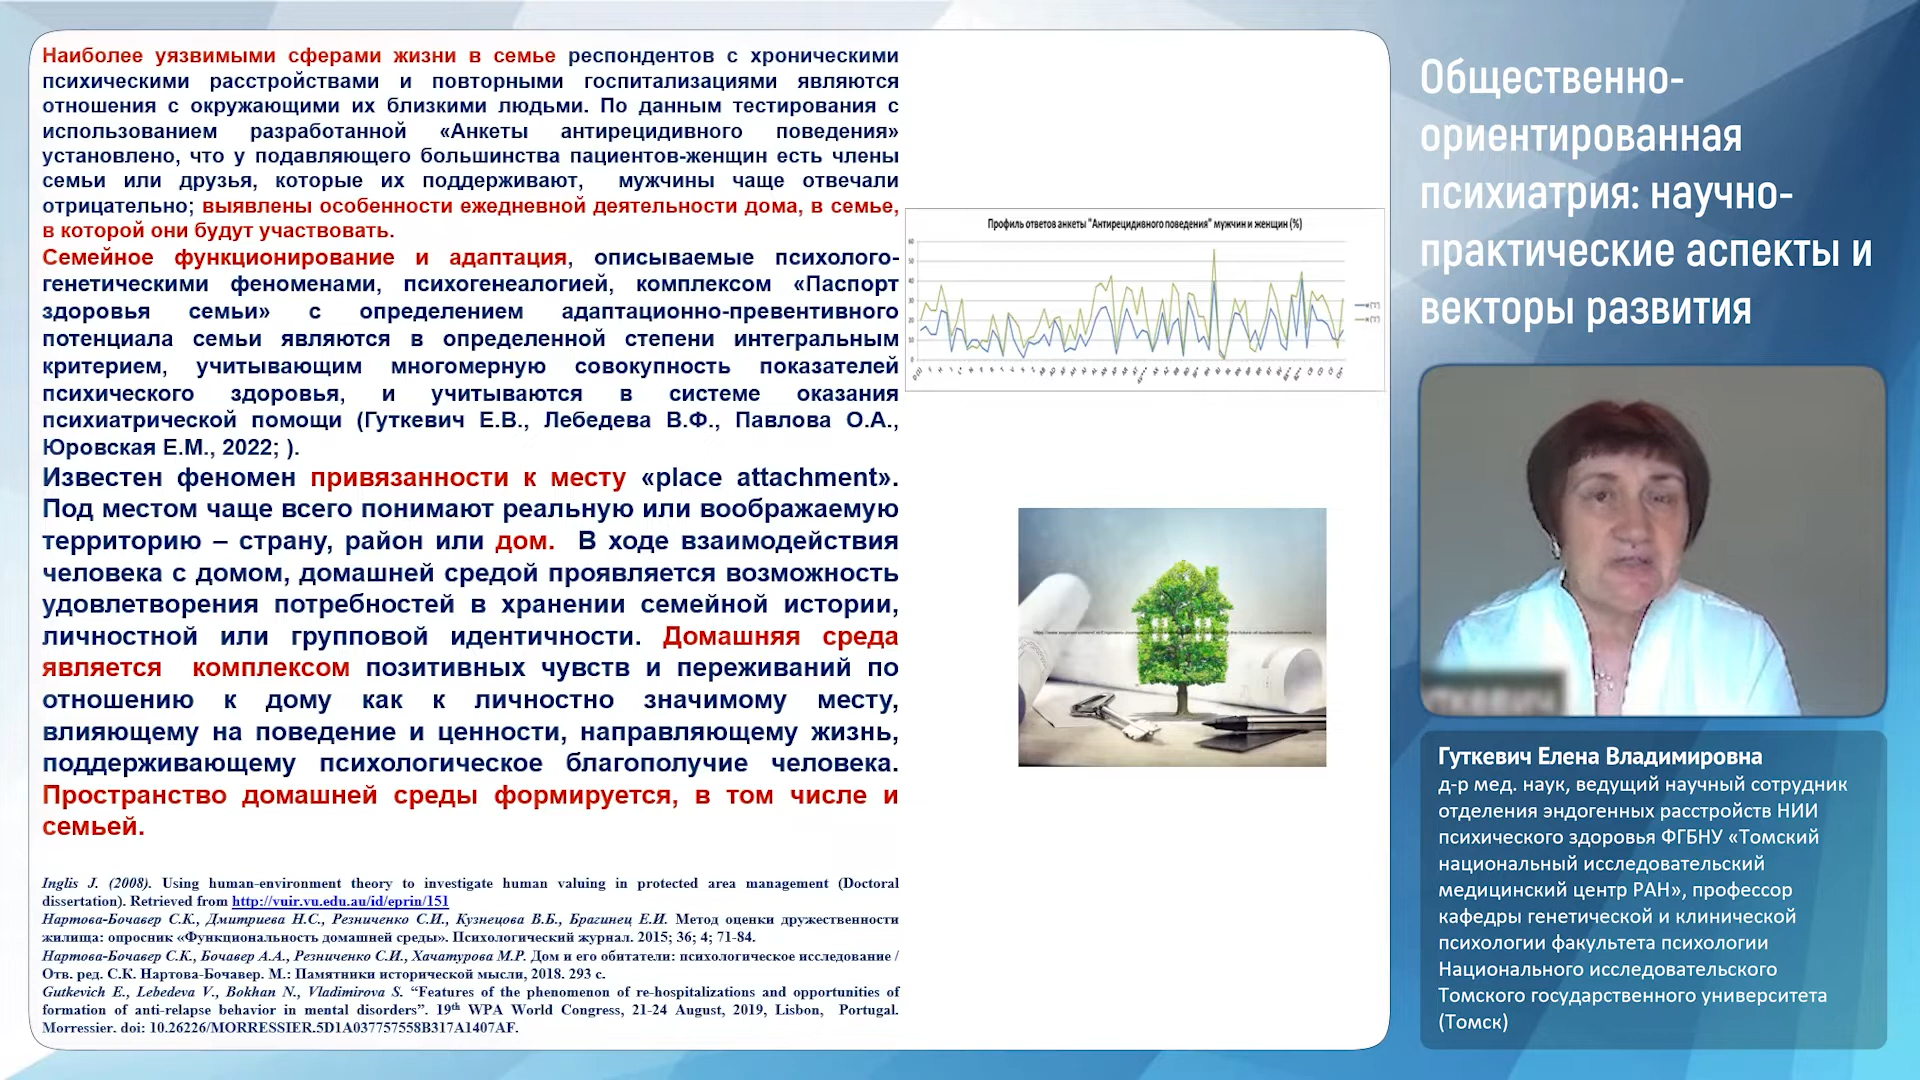 Наиболее уязвимыми сферами жизни в семье респондентов с хроническими
психическими расстройствами и повторными госпитализациями являются
отношения с окружающими их близкими людьми. По данным тестирования с
использованием разработанной «Анкеты антирецидивного поведения»
установлено, что у подавляющего большинства пациентов-женщин есть члены
семьи или друзья, которые их поддерживают, мужчины чаще отвечали
отрицательно; выявлены особенности ежедневной деятельности дома, в семье,
в которой они будут участвовать.
Семейное функционирование и адаптация, описываемые психолого-
генетическими феноменами, психогенеалогией, комплексом «Паспорт
здоровья семьи» с определением адаптационно-превентивного
потенциала семьи являются в определенной степени интегральным
критерием, учитывающим многомерную совокупность показателей
психического здоровья, и учитываются в системе оказания
психиатрической помощи (Гуткевич Е.В., Лебедева В.Ф., Павлова О.А.,
Юровская Е.М., 2022; ).
Известен феномен привязанности к месту «place attachment».
Под местом чаще всего понимают реальную или воображаемую
территорию – страну, район или дом. В ходе взаимодействия
человека с домом, домашней средой проявляется возможность
удовлетворения потребностей в хранении семейной истории,
личностной или групповой идентичности. Домашняя среда
является комплексом позитивных чувств и переживаний по
отношению к дому как к личностно значимому месту,
влияющему на поведение и ценности, направляющему жизнь,
поддерживающему психологическое благополучие человека.
Пространство домашней среды формируется, в том числе и
семьей.
Inglis J. (2008). Using human-environment theory to investigate human valuing in protected area management (Doctoral
dissertation). Retrieved from http://vuir.vu.edu.au/id/eprin/151
Нартова-Бочавер С.К., Дмитриева Н.С., Резниченко С.И., Кузнецова В.Б., Брагинец Е.И. Метод оценки дружественности
жилища: опросник «Функциональность домашней среды». Психологический журнал. 2015; 36; 4; 71-84.
Нартова-Бочавер С.К., Бочавер А.А., Резниченко С.И., Хачатурова М.Р. Дом и его обитатели: психологическое исследование /
Отв. ред. С.К. Нартова-Бочавер. М.: Памятники исторической мысли, 2018. 293 с.
Gutkevich E., Lebedeva V., Bokhan N., Vladimirova S. “Features of the phenomenon of re-hospitalizations and opportunities of
formation of anti-relapse behavior in mental disorders”. 19th WPA World Congress, 21-24 August, 2019, Lisbon, Portugal.
Morressier. doi: 10.26226/MORRESSIER.5D1A037757558B317A1407AF.
Профиль ответов анкеты "Антирецидивного поведения" мужчин и женщин (%)
60
50
40
30
20
10
0
Общественно-
ориентированная
психиатрия: научно-
практические аспекты и
векторы развития
Гуткевич Елена Владимировна
д-р мед. наук, ведущий научный сотрудник
отделения эндогенных расстройств НИИ
психического здоровья ФГБНУ «Томский
национальный исследовательский
медицинский центр РАН», профессор
кафедры генетической и клинической
психологии факультета психологии
Национального исследовательского
Томского государственного университета
(Томск)